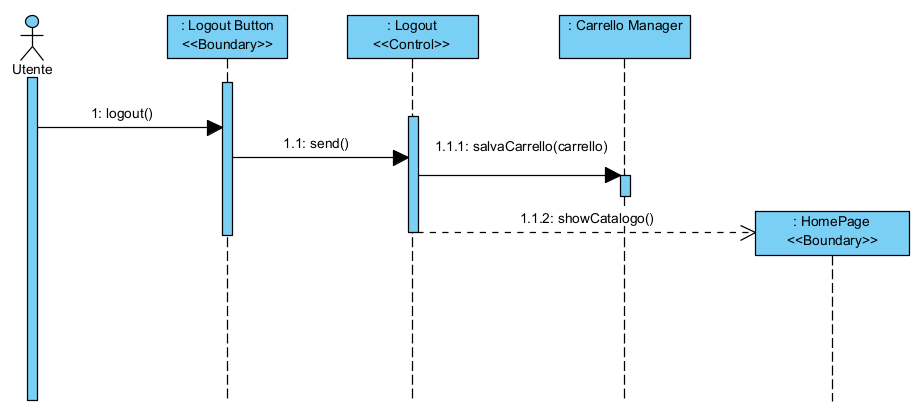 : Logout Button
<<Boundary>>
: Logout
<<Control>>
: Carrello Manager
Utente
1: logout()
1.1: send()
1.1.1: salvaCarrello(carrello)
1.1.2: showCatalogo()
: HomePage
<<Boundary>>